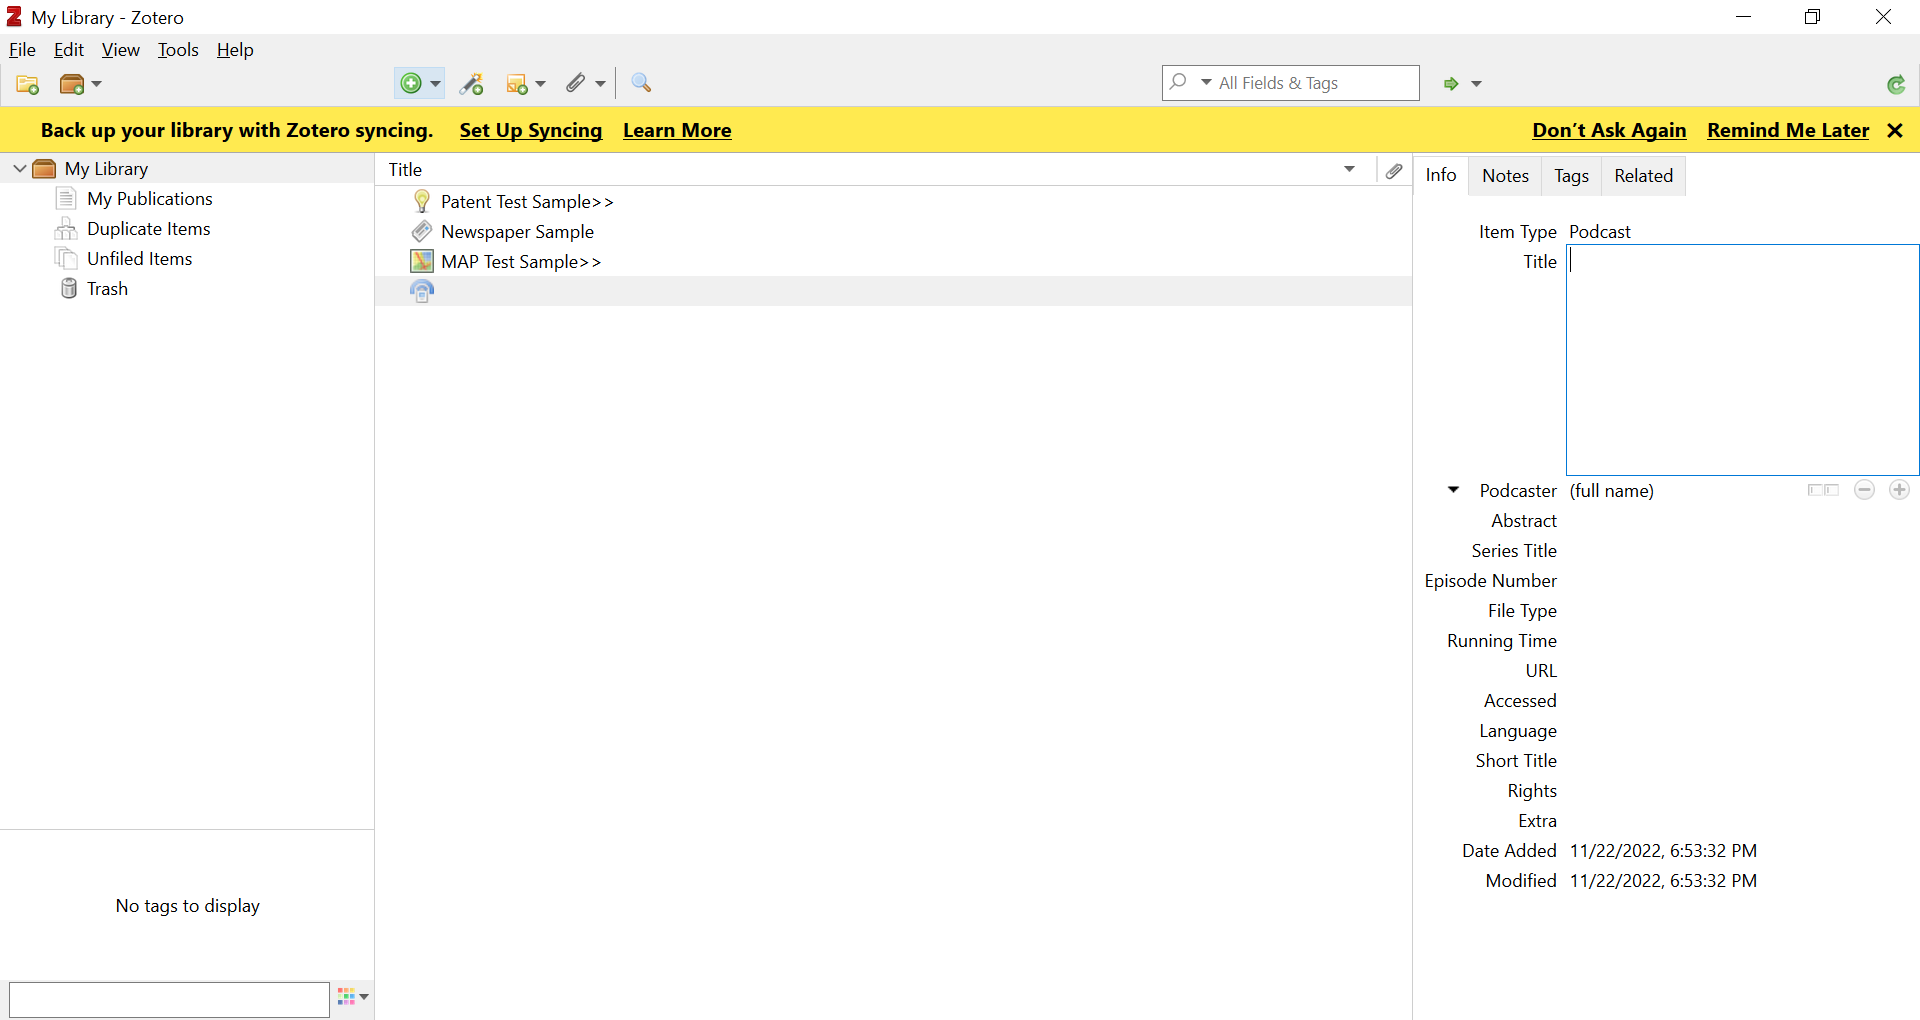 My Library - Zotero
File Edit View Tools Help
All Fields & Tags
Back up your library with Zotero syncing. Set Up Syncing Learn More Don't Ask Again Remind Me Later
My Library
My Publications
Duplicate Items
Unfiled Items
Trash
No tags to display
Title
Patent Test Sample>>
Newspaper Sample
MAP Test Sample>>
Info Notes Tags Related
Item Type Podcast
Title
Podcaster (full name)
Abstract
Series Title
Episode Number
File Type
Running Time
URL
Accessed
Language
Short Title
Rights
Extra
Date Added 11/22/2022, 6:53:32 PM
Modified 11/22/2022, 6:53:32 PM